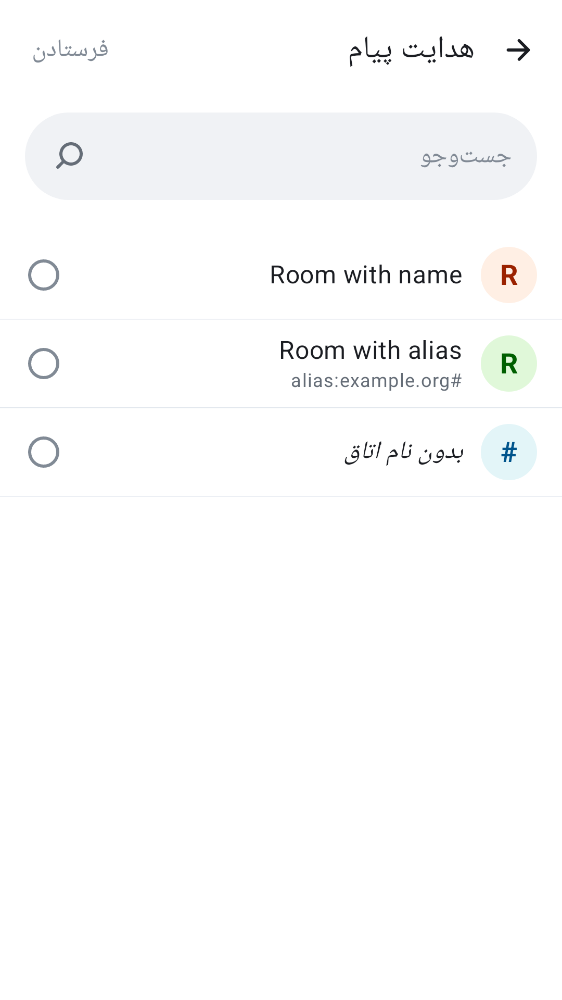 هدایت پیام
فرستادن
جست‌وجو
R
Room with name
R
Room with alias
alias:example.org#
#
بدون نام اتاق